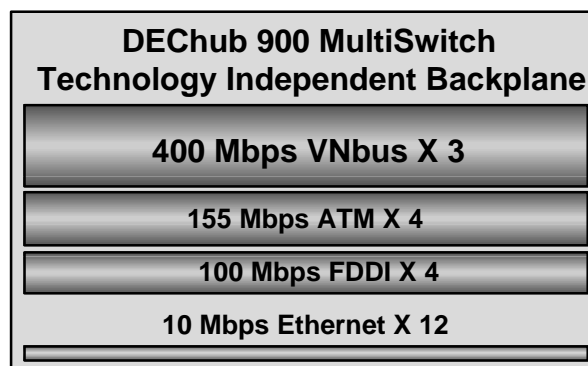 DEChub 900 MultiSwitch
Technology Independent Backplane
400 Mbps VNbus X 3
155 Mbps ATM X 4
100 Mbps FDDI X 4
10 Mbps Ethernet X 12